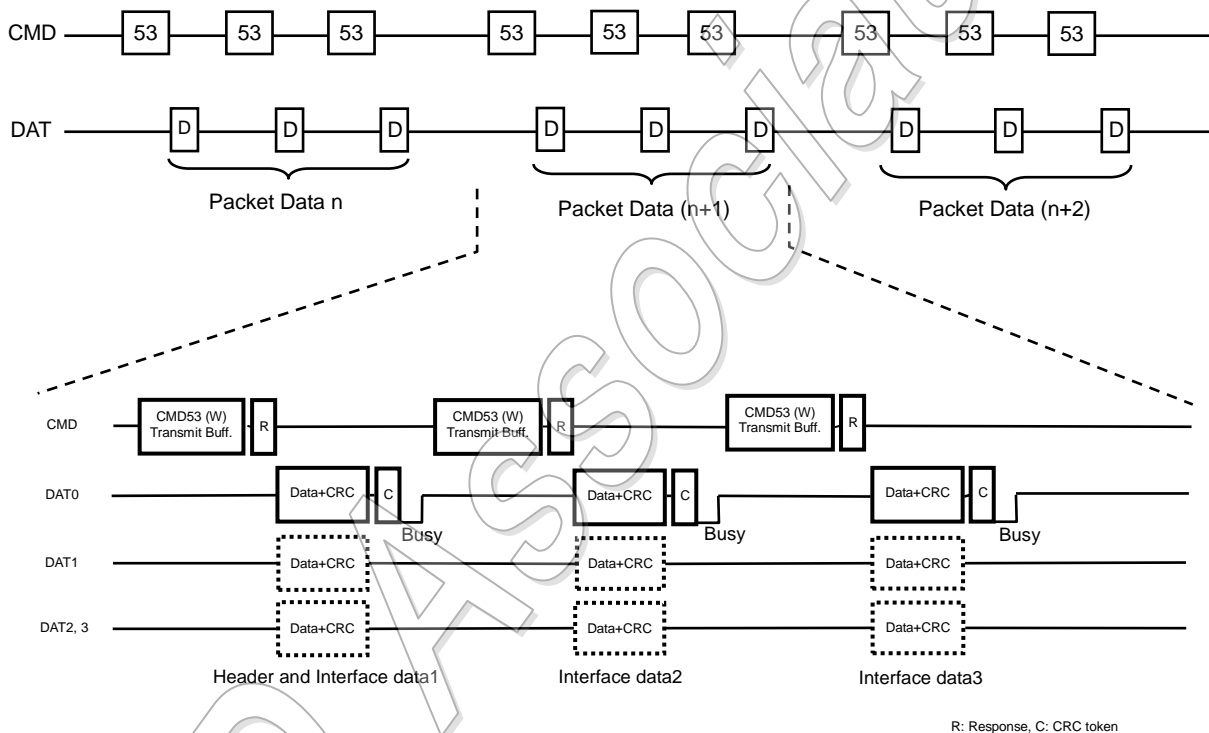 CMD 53 53 53 53 53 53 53 53 53
DAT D D D D D D D D D
Packet Data n Packet Data (n+1) Packet Data (n+2)
CMD CMD53 (W) Transmit Buff. R CMD53 (W) Transmit Buff. R CMD53 (W) Transmit Buff. R
DAT0 Data+CRC C Data+CRC C Data+CRC C
Busy Busy Busy
DAT1 Data+CRC Data+CRC Data+CRC
DAT2, 3 Data+CRC Data+CRC Data+CRC
Header and Interface data1 Interface data2 Interface data3
R: Response, C: CRC token
Associa